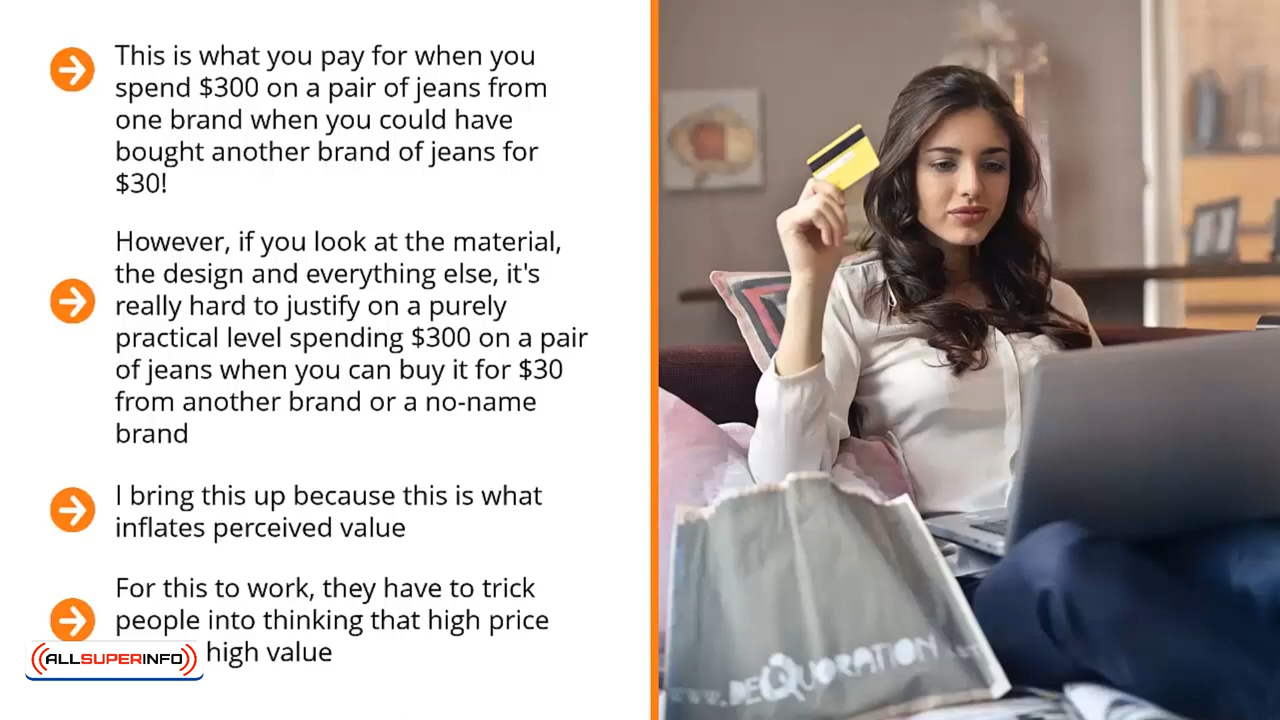 This is what you pay for when you
spend $300 on a pair of jeans from
one brand when you could have
bought another brand of jeans for
$30!
However, if you look at the material,
the design and everything else, it's
really hard to justify on a purely
practical level spending $300 on a pair
of jeans when you can buy it for $30
from another brand or a no-name
brand
I bring this up because this is what
inflates perceived value
For this to work, they have to trick
people into thinking that high price
high value
ALLSUPERINFO
DEQUORATION